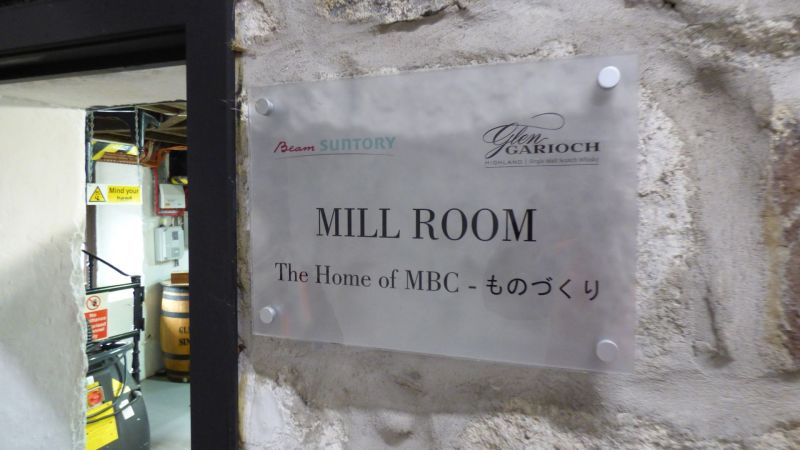 Beam SUNTORY
Glen
GARIOCH
HIGHLAND | Single Malt Scotch Whisky
MILL ROOM
The Home of MBC - ものづくり
Mind your